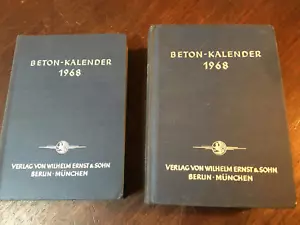 BETON-KALENDER
1968
VERLAG VON WILHELM ERNST & SOHN
BERLIN · MÜNCHEN
BETON-KALENDER
1968
VERLAG VON WILHELM ERNST & SOHN
BERLIN · MÜNCHEN